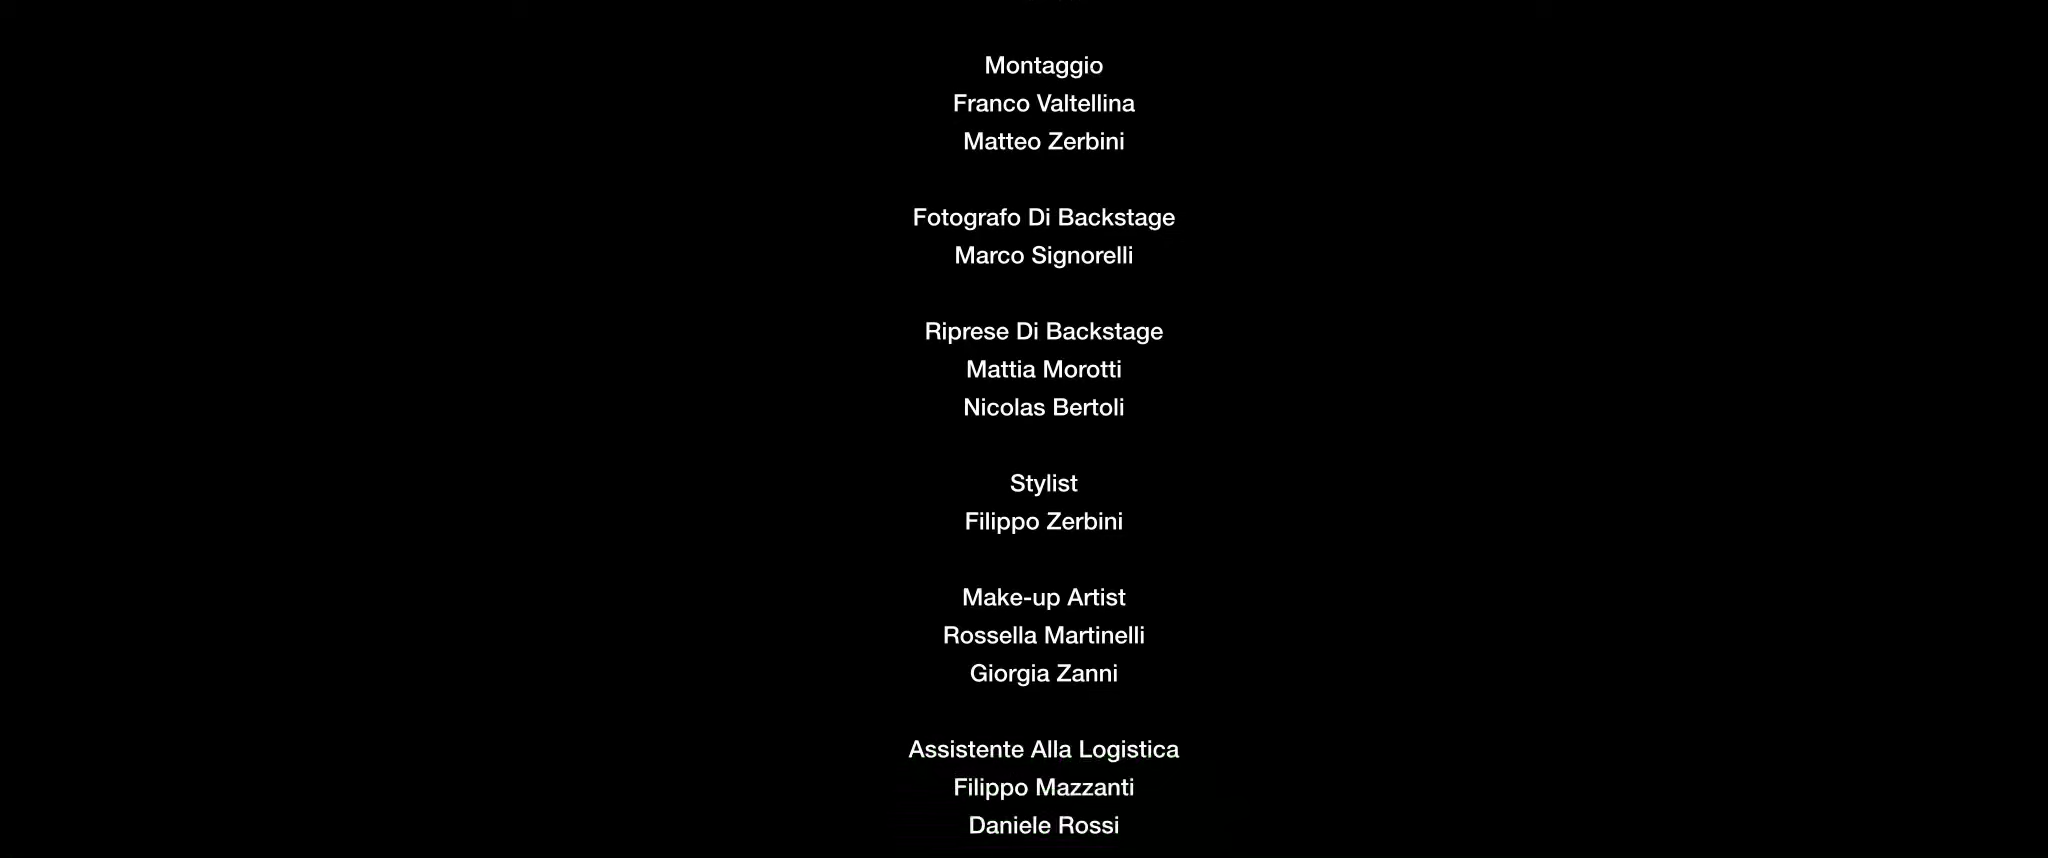 Montaggio
Franco Valtellina
Matteo Zerbini
Fotografo Di Backstage
Marco Signorelli
Riprese Di Backstage
Mattia Morotti
Nicolas Bertoli
Stylist
Filippo Zerbini
Make-up Artist
Rossella Martinelli
Giorgia Zanni
Assistente Alla Logistica
Filippo Mazzanti
Daniele Rossi